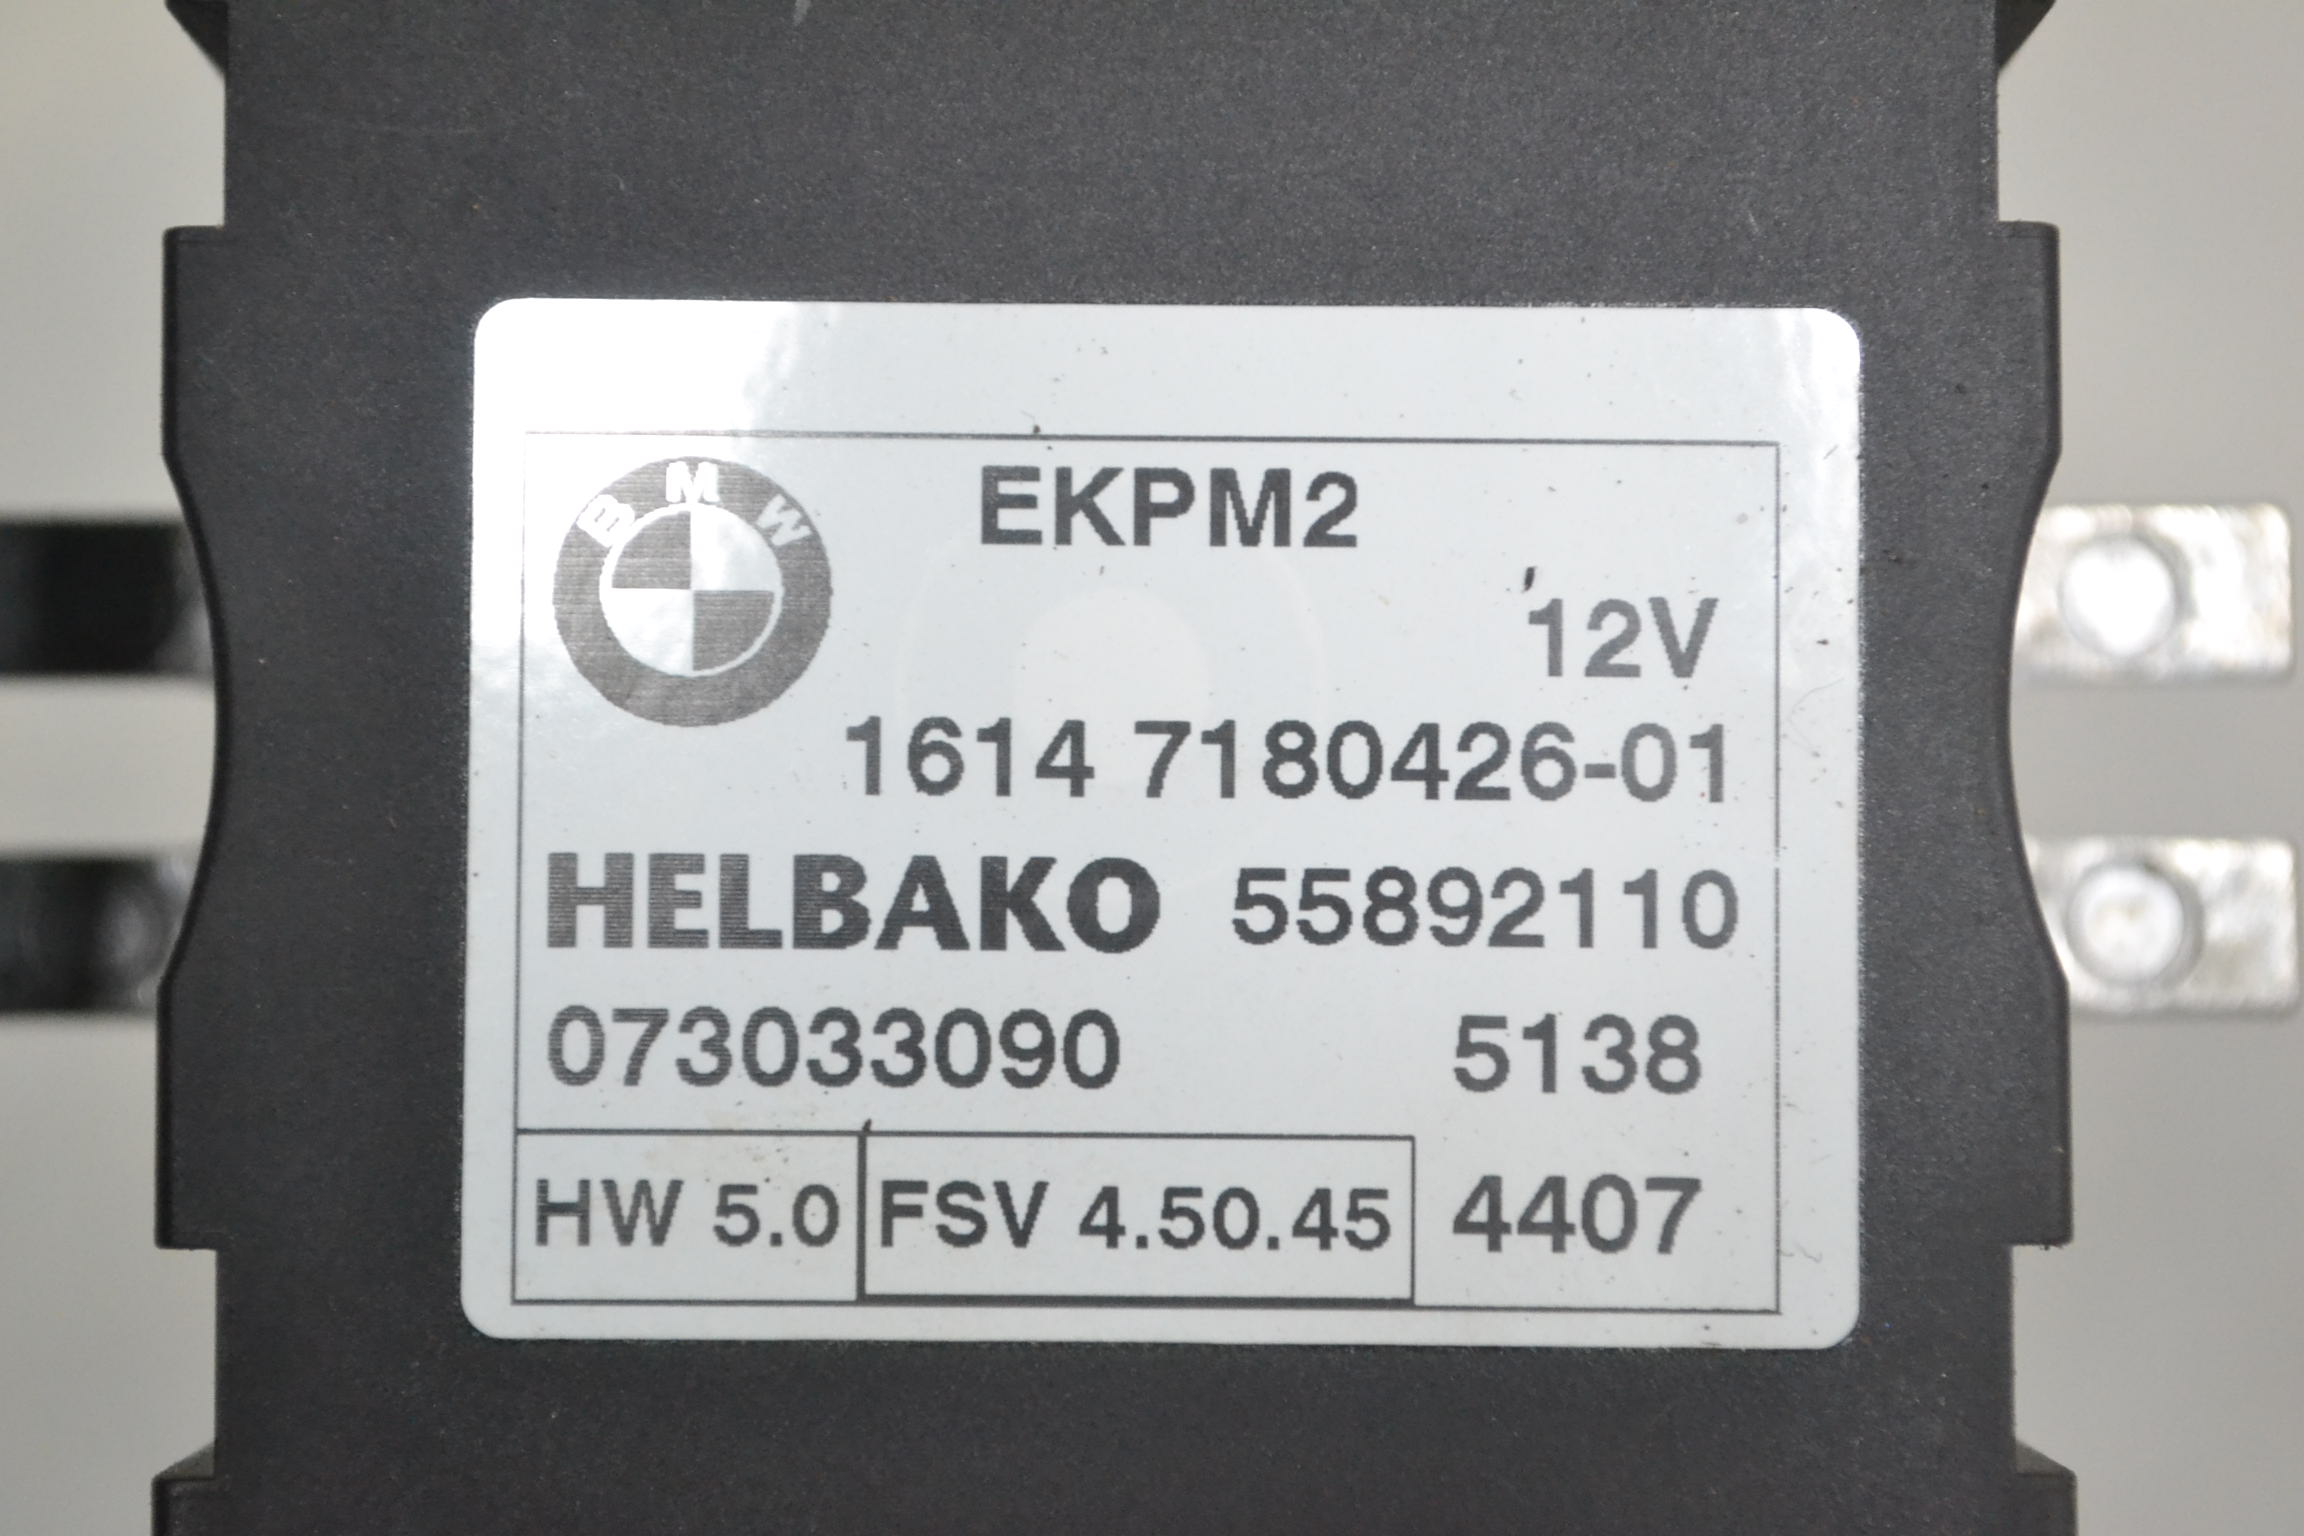 BMW
EKPM2
12V
1614 7180426-01
HELBAKO 55892110
073033090 5138
HW 5.0 FSV 4.50.45 4407